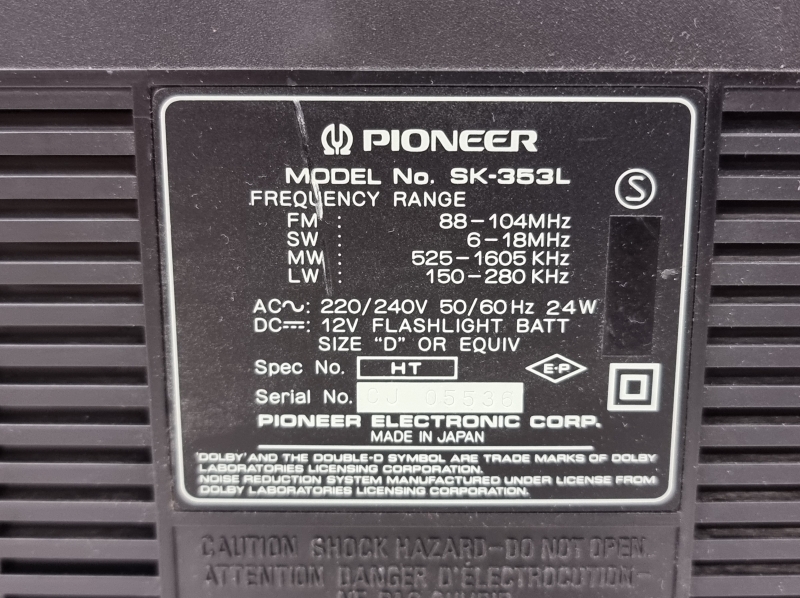 PIONEER
MODEL No. SK-353L
S
FREQUENCY RANGE
FM : 88-104MHz
SW : 6-18MHz
MW : 525-1605 KHz
LW : 150-280 KHz
AC∿: 220/240V 50/60Hz 24W
DC⎓: 12V FLASHLIGHT BATT
SIZE "D" OR EQUIV
Spec No. HT
E-P
Serial No. CJ 05536
PIONEER ELECTRONIC CORP.
MADE IN JAPAN
'DOLBY' AND THE DOUBLE-D SYMBOL ARE TRADE MARKS OF DOLBY
LABORATORIES LICENSING CORPORATION.
NOISE REDUCTION SYSTEM MANUFACTURED UNDER LICENSE FROM
DOLBY LABORATORIES LICENSING CORPORATION.
CAUTION SHOCK HAZARD-DO NOT OPEN.
ATTENTION DANGER D'ÉLECTROCUTION-